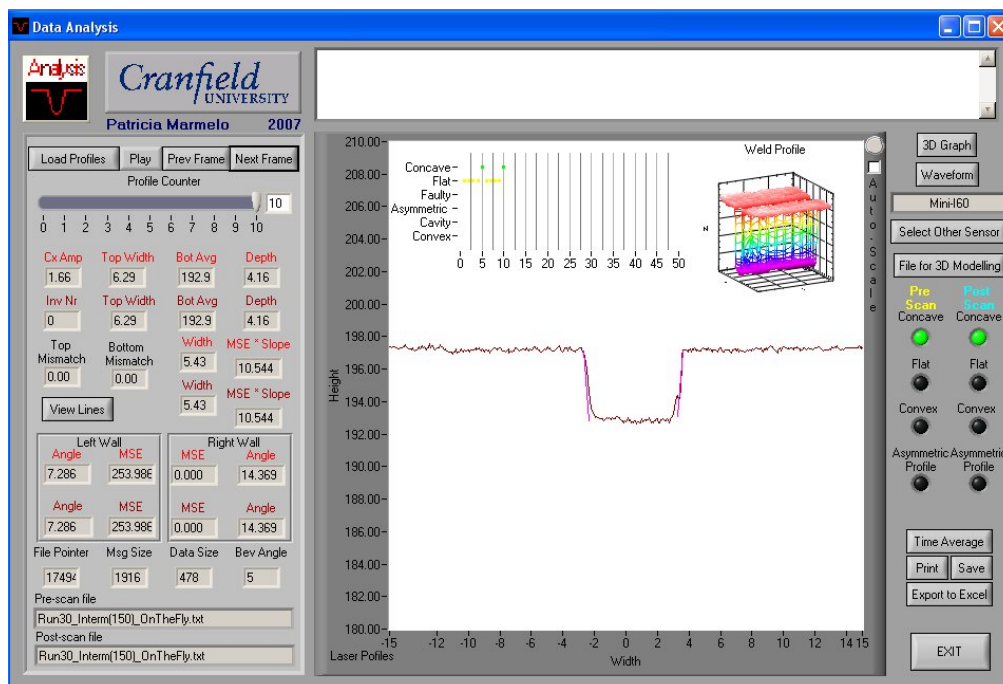 Data Analysis
Analysis
Cranfield
UNIVERSITY
Patricia Marmelo 2007
Load Profiles Play Prev Frame Next Frame
Profile Counter
10
0 1 2 3 4 5 6 7 8 9 10
Cx Amp Top Width Bot Avg Depth
1.66 6.29 192.9 4.16
Inv Nr Top Width Bot Avg Depth
0 6.29 192.9 4.16
Top Mismatch Bottom Mismatch Width MSE * Slope
0.00 0.00 5.43 10.544
Width MSE * Slope
5.43 10.544
View Lines
Left Wall Right Wall
Angle MSE MSE Angle
7.286 253.986 0.000 14.369
Angle MSE MSE Angle
7.286 253.986 0.000 14.369
File Pointer Msg Size Data Size Bev Angle
1749 1916 478 5
Pre-scan file
Run30_Interm(150)_OnTheFly.txt
Post-scan file
Run30_Interm(150)_OnTheFly.txt
210.00
208.00
206.00
204.00
202.00
200.00
198.00
196.00
194.00
192.00
190.00
188.00
186.00
184.00
182.00
180.00
Height
Concave
Flat
Faulty
Asymmetric
Cavity
Convex
0 5 10 15 20 25 30 35 40 45 50
Weld Profile
N
-15 -12 -10 -8 -6 -4 -2 0 2 4 6 8 10 12 14 15
Laser Pofiles
Width
Auto-Scale
3D Graph
Waveform
Mini-I60
Select Other Sensor
File for 3D Modelling
Pre Scan Post Scan
Concave Concave
Flat Flat
Convex Convex
Asymmetric Profile Asymmetric Profile
Time Average
Print Save
Export to Excel
EXIT